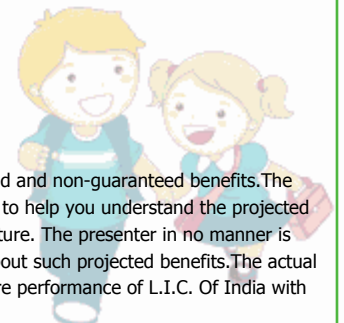 d and non-guaranteed benefits.The
to help you understand the projected
ture. The presenter in no manner is
out such projected benefits.The actual
re performance of L.I.C. Of India with